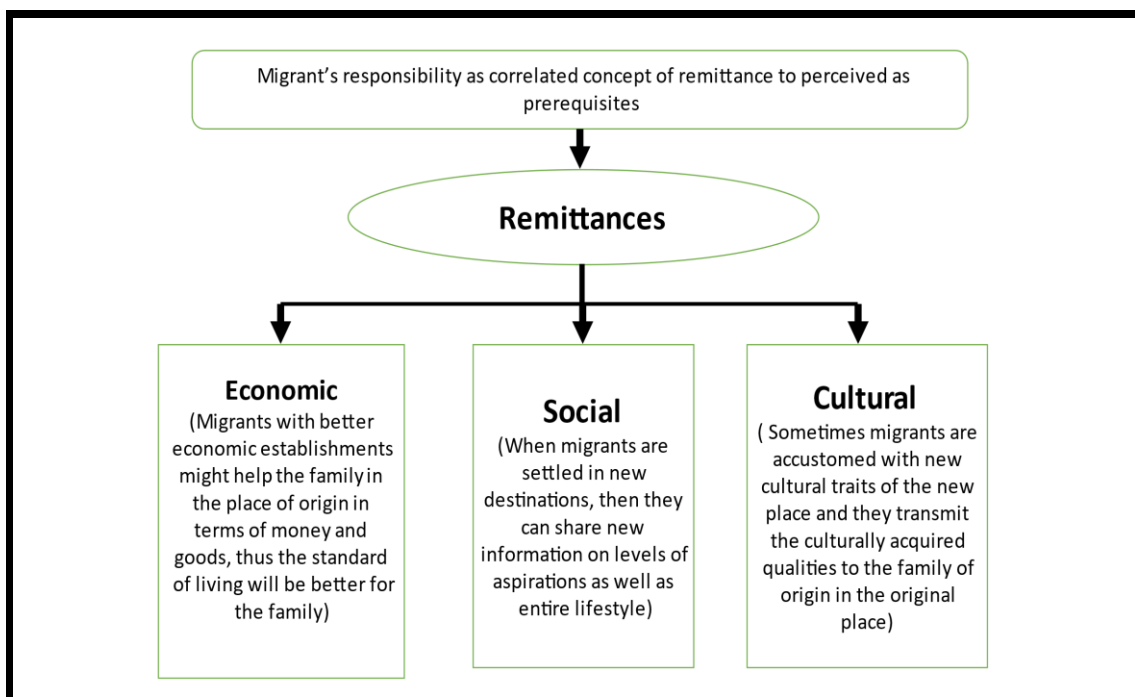 Migrant's responsibility as correlated concept of remittance to perceived as
prerequisites
Remittances
Economic
(Migrants with better
economic establishments
might help the family in
the place of origin in
terms of money and
goods, thus the standard
of living will be better for
the family)
Social
(When migrants are
settled in new
destinations, then they
can share new
information on levels of
aspirations as well as
entire lifestyle)
Cultural
( Sometimes migrants are
accustomed with new
cultural traits of the new
place and they transmit
the culturally acquired
qualities to the family of
origin in the original
place)